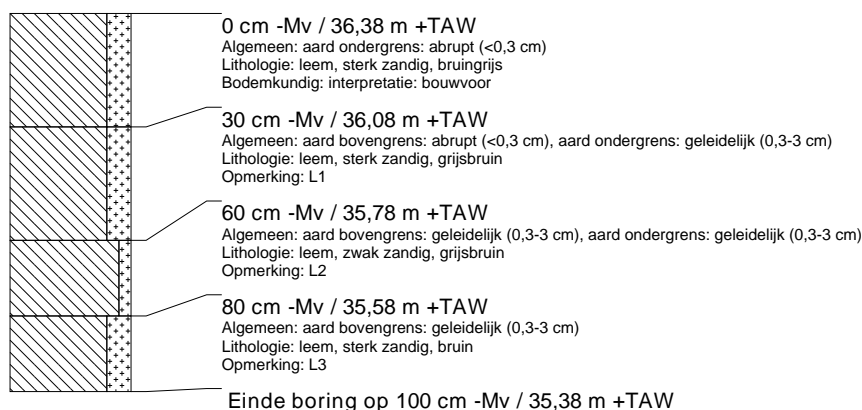 0 cm -Mv / 36,38 m +TAW
Algemeen: aard ondergrens: abrupt (<0,3 cm)
Lithologie: leem, sterk zandig, bruingrijs
Bodemkundig: interpretatie: bouwvoor
30 cm -Mv / 36,08 m +TAW
Algemeen: aard bovengrens: abrupt (<0,3 cm), aard ondergrens: geleidelijk (0,3-3 cm)
Lithologie: leem, sterk zandig, grijsbruin
Opmerking: L1
60 cm -Mv / 35,78 m +TAW
Algemeen: aard bovengrens: geleidelijk (0,3-3 cm), aard ondergrens: geleidelijk (0,3-3 cm)
Lithologie: leem, zwak zandig, grijsbruin
Opmerking: L2
80 cm -Mv / 35,58 m +TAW
Algemeen: aard bovengrens: geleidelijk (0,3-3 cm)
Lithologie: leem, sterk zandig, bruin
Opmerking: L3
Einde boring op 100 cm -Mv / 35,38 m +TAW